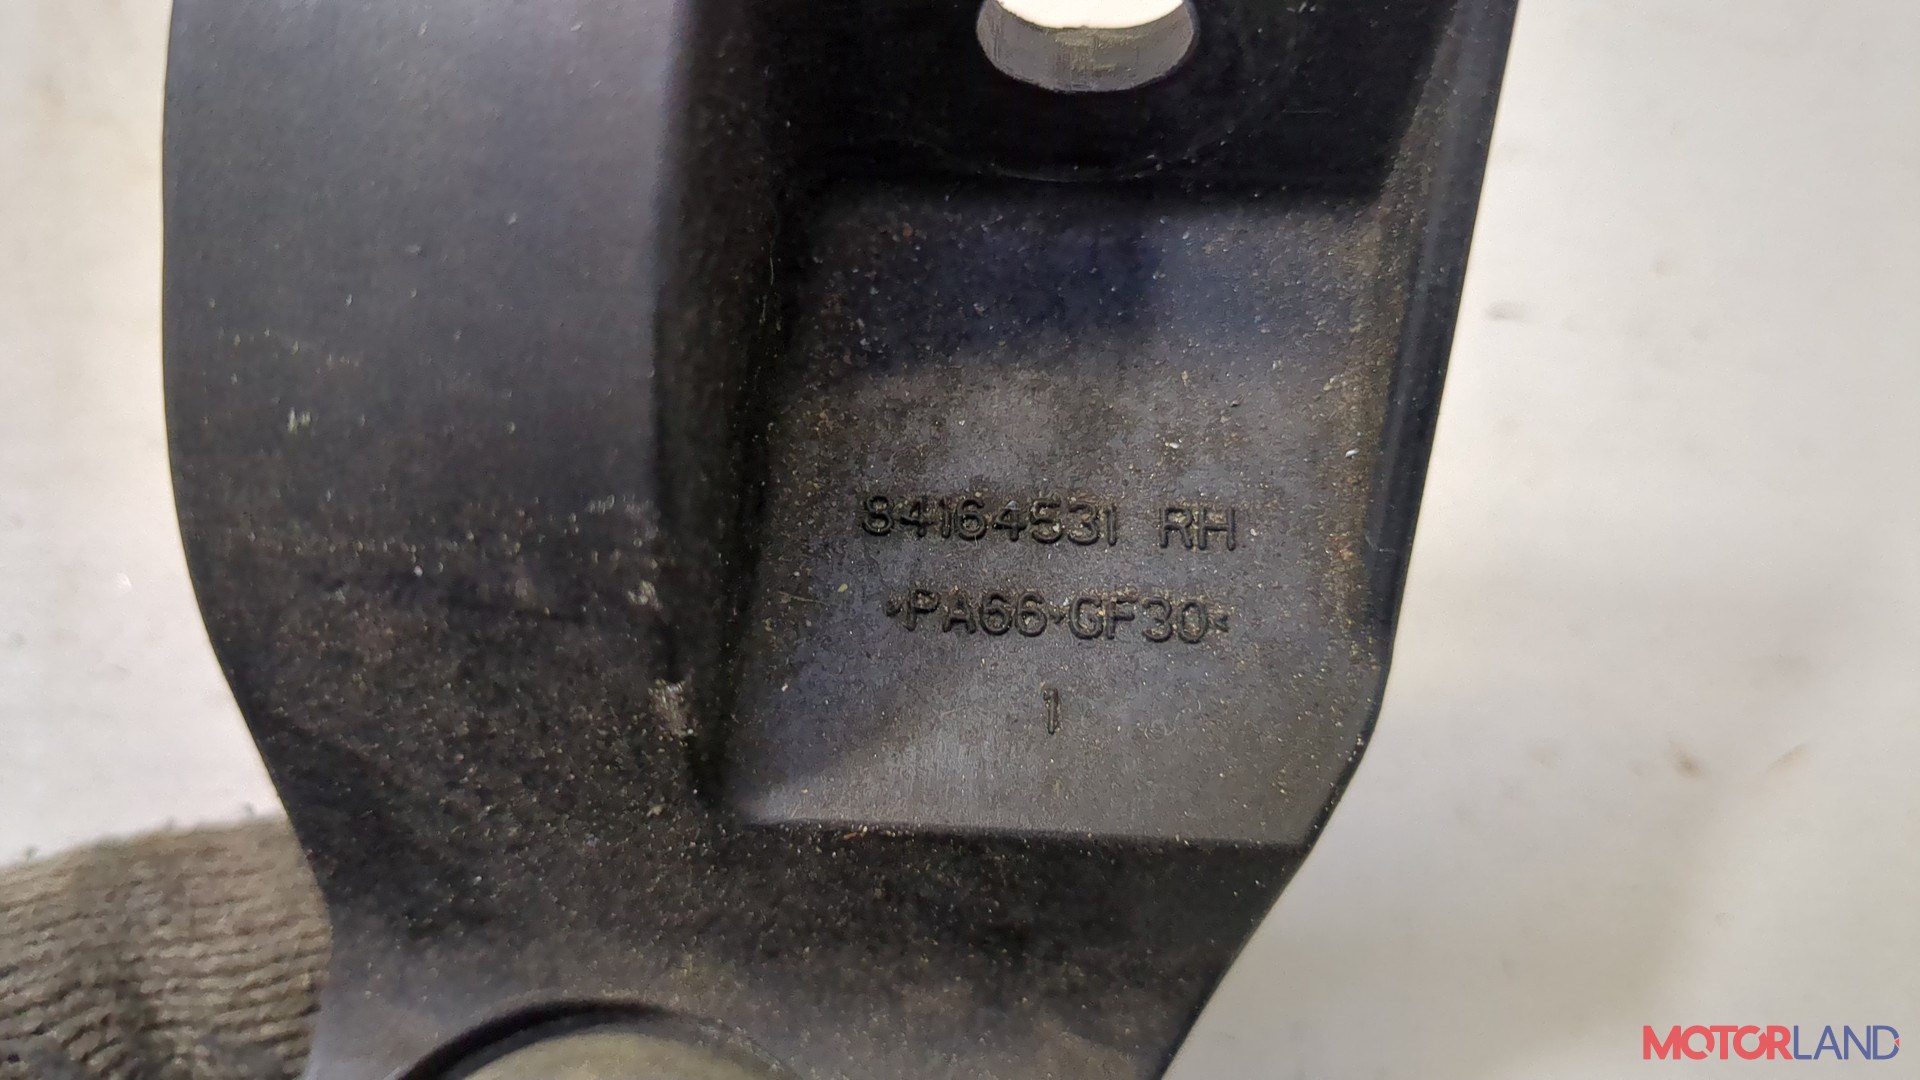 84164531 RH
>PA66-GF30<
1
MOTORLAND